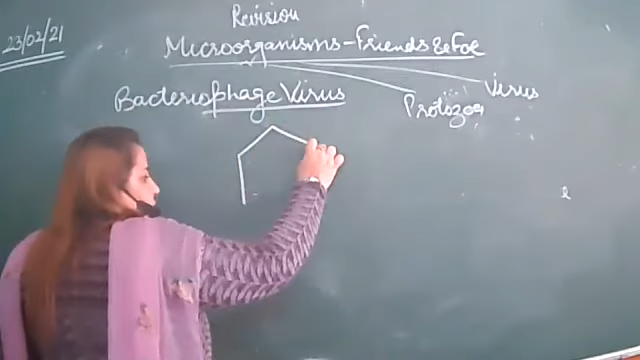 23/02/21
Revision
Microorganisms - Friends & Foe
Bacteriophage Virus
Protozoa
Virus